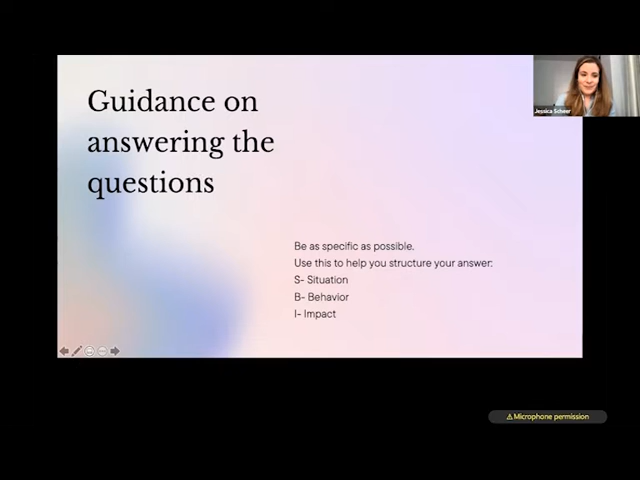 Guidance on
answering the
questions
Jessica Scheer
Be as specific as possible.
Use this to help you structure your answer:
S- Situation
B- Behavior
I- Impact
Microphone permission